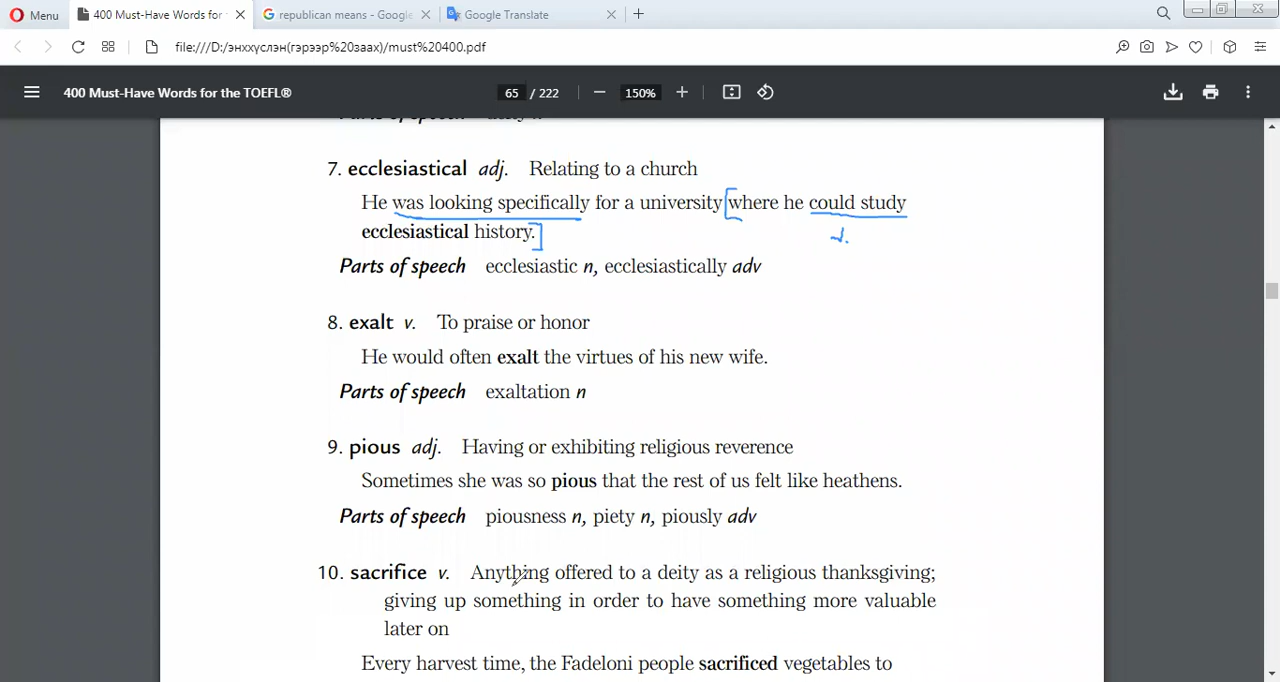 Menu
400 Must-Have Words for
republican means - Google
Google Translate
file:///D:/энххүслэн(гэрээр%20заах)/must%20400.pdf
400 Must-Have Words for the TOEFL®
65 / 222
150%
Parts of speech
7. ecclesiastical adj. Relating to a church
He was looking specifically for a university where he could study
ecclesiastical history.
Parts of speech ecclesiastic n, ecclesiastically adv
8. exalt v. To praise or honor
He would often exalt the virtues of his new wife.
Parts of speech exaltation n
9. pious adj. Having or exhibiting religious reverence
Sometimes she was so pious that the rest of us felt like heathens.
Parts of speech piousness n, piety n, piously adv
10. sacrifice v. Anything offered to a deity as a religious thanksgiving;
giving up something in order to have something more valuable
later on
Every harvest time, the Fadeloni people sacrificed vegetables to